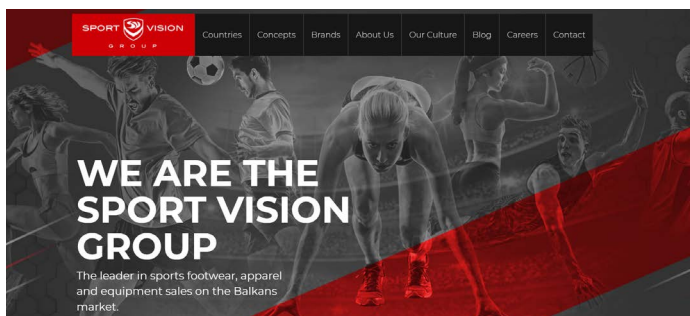 SPORT VISION
GROUP
Countries
Concepts
Brands
About Us
Our Culture
Blog
Careers
Contact
WE ARE THE
SPORT VISION
GROUP
The leader in sports footwear, apparel
and equipment sales on the Balkans
market.